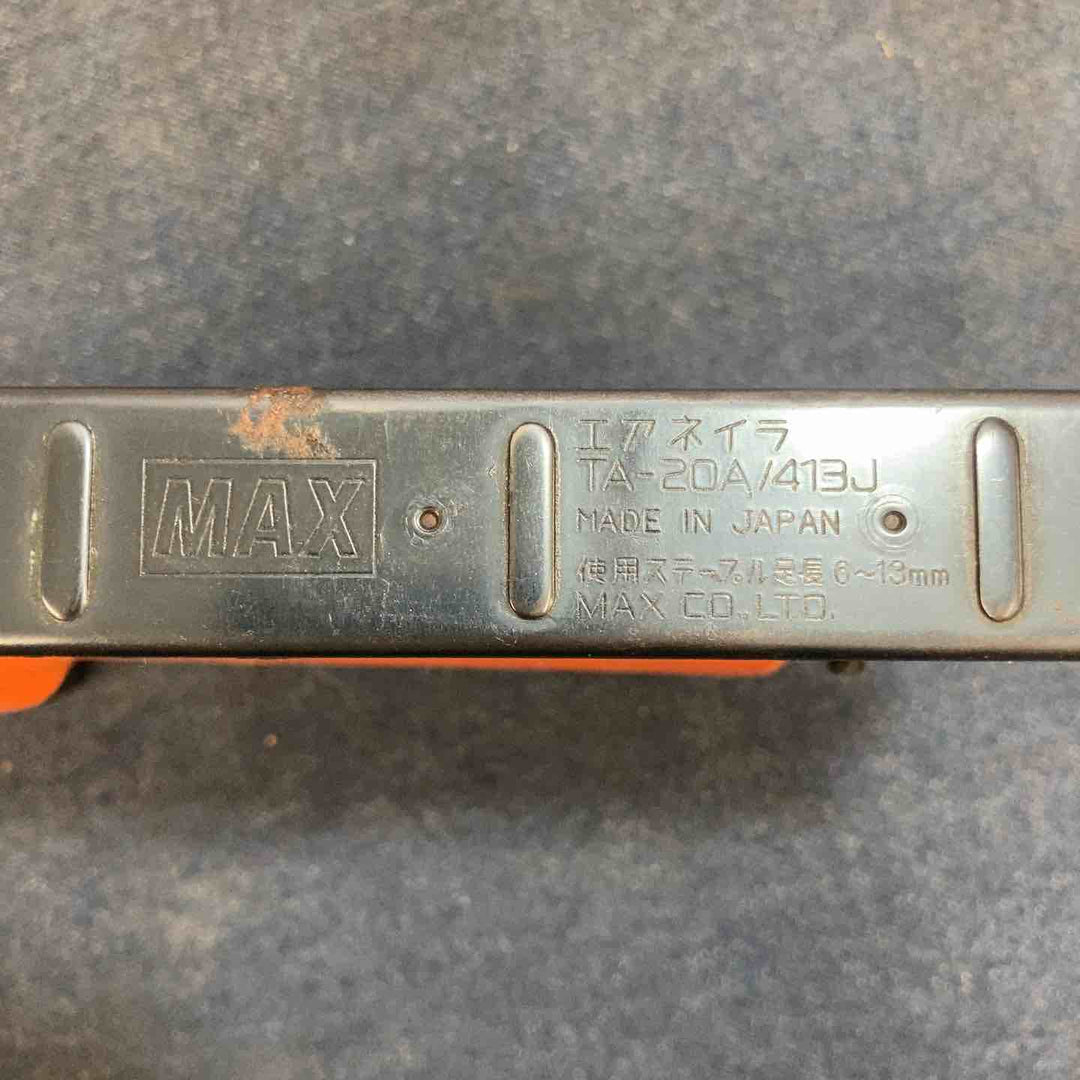 MAX
エアネイラ
TA-20A/413J
MADE IN JAPAN
使用ステープル足長 6~13mm
MAX CO.,LTD.